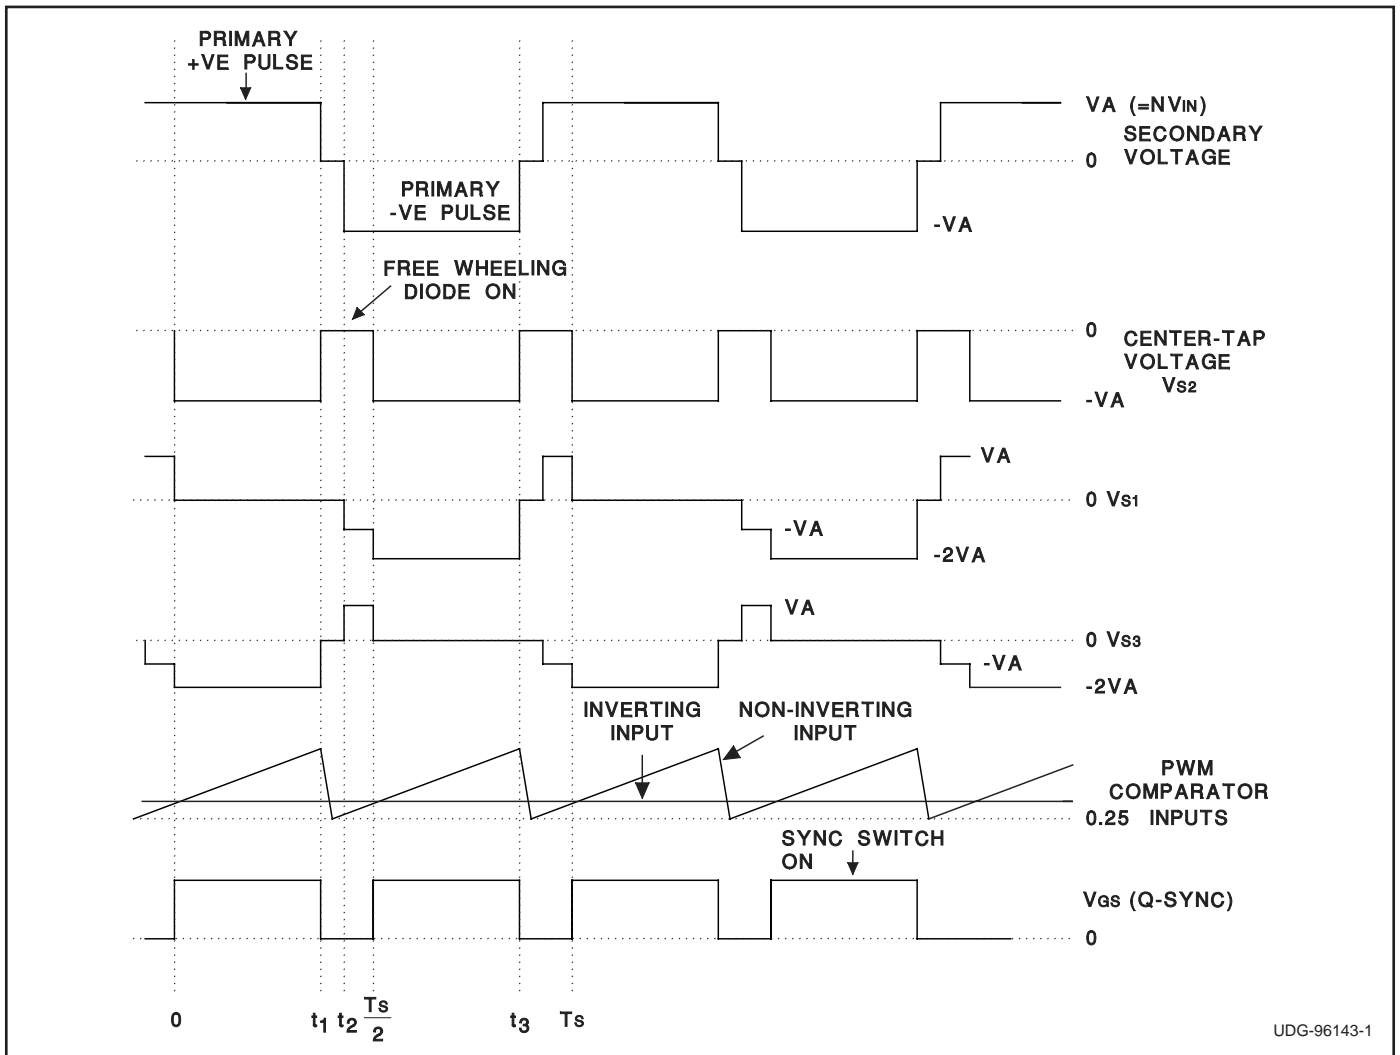 PRIMARY
+VE PULSE
VA (=NVIN)
SECONDARY
VOLTAGE
0
PRIMARY
-VE PULSE
-VA
FREE WHEELING
DIODE ON
0
CENTER-TAP
VOLTAGE
VS2
-VA
VA
0 VS1
-VA
-2VA
VA
0 VS3
-VA
-2VA
INVERTING
INPUT
NON-INVERTING
INPUT
PWM
COMPARATOR
0.25 INPUTS
SYNC SWITCH
ON
VGS (Q-SYNC)
0
0 t1 t2 Ts/2 t3 Ts
UDG-96143-1